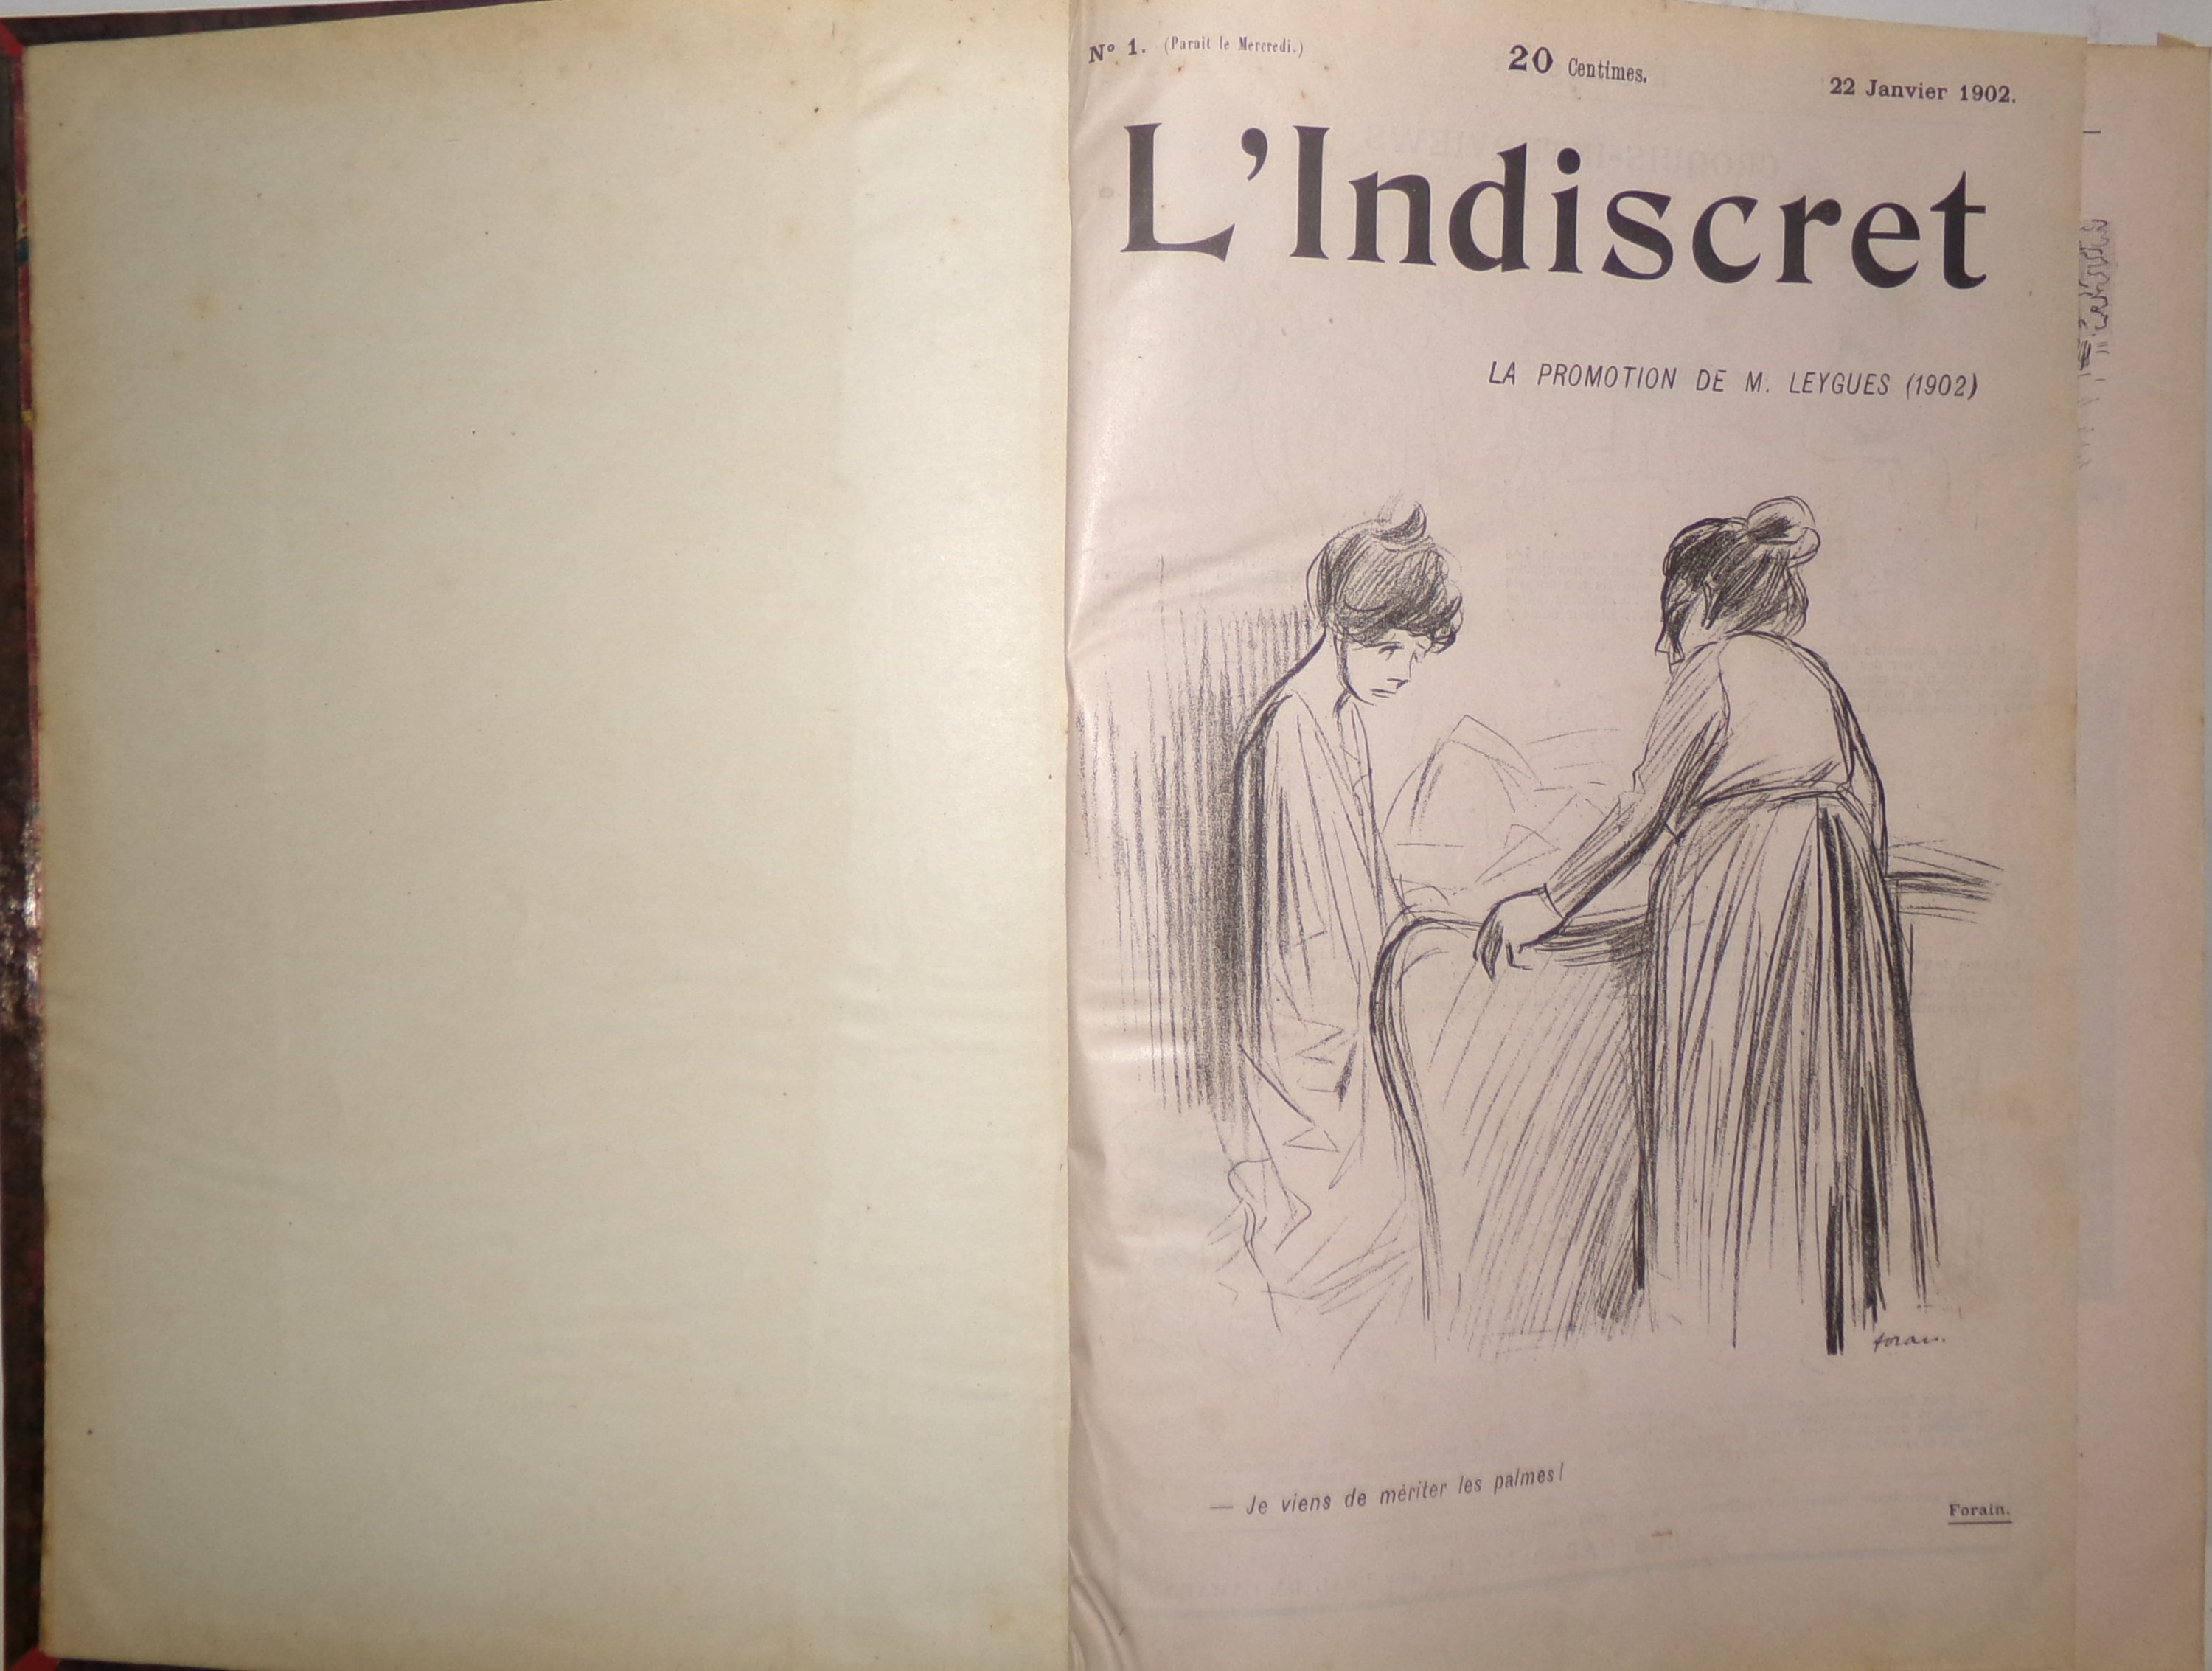 N° 1. (Paraît le Mercredi.) 20 Centimes. 22 Janvier 1902.
L'Indiscret
LA PROMOTION DE M. LEYGUES (1902)
forain.
— Je viens de mériter les palmes!
Forain.